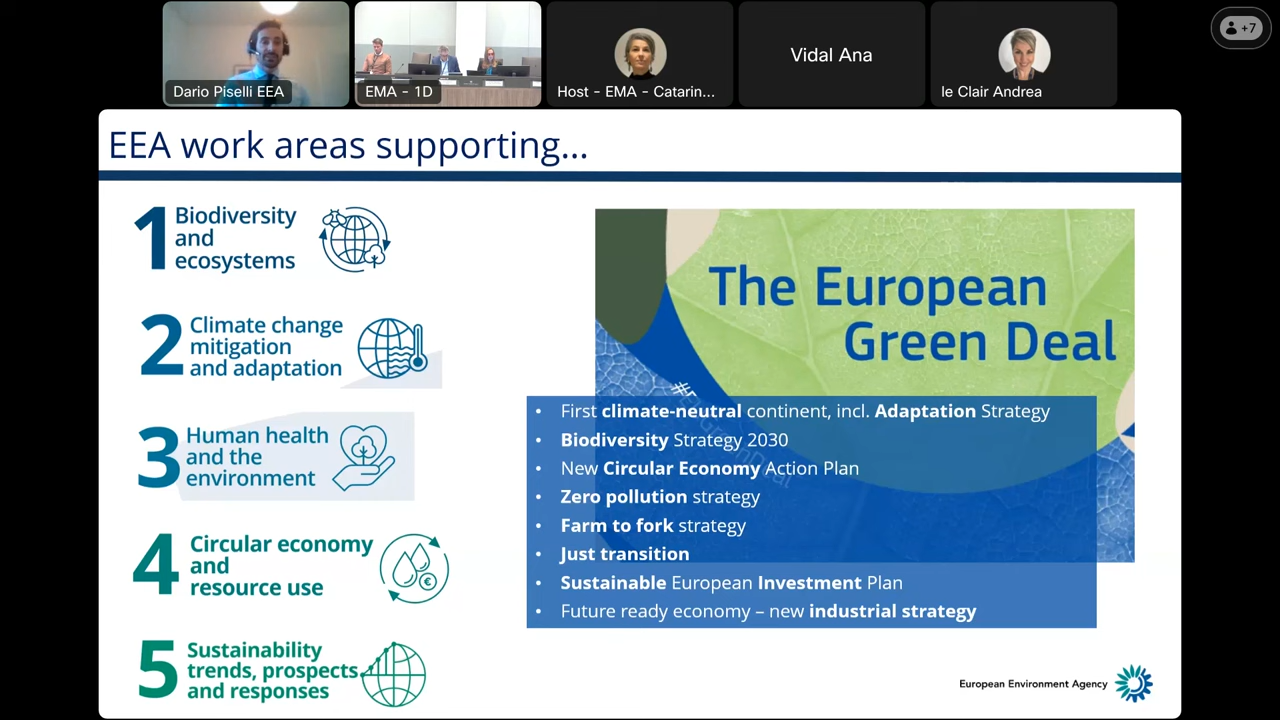 Dario Piselli EEA
EMA - 1D
Host - EMA - Catarin...
Vidal Ana
le Clair Andrea
+7
EEA work areas supporting...
1 Biodiversity
and
ecosystems
2 Climate change
mitigation
and adaptation
3 Human health
and the
environment
4 Circular economy
and
resource use
5 Sustainability
trends, prospects
and responses
The European
Green Deal
• First climate-neutral continent, incl. Adaptation Strategy
• Biodiversity Strategy 2030
• New Circular Economy Action Plan
• Zero pollution strategy
• Farm to fork strategy
• Just transition
• Sustainable European Investment Plan
• Future ready economy – new industrial strategy
European Environment Agency